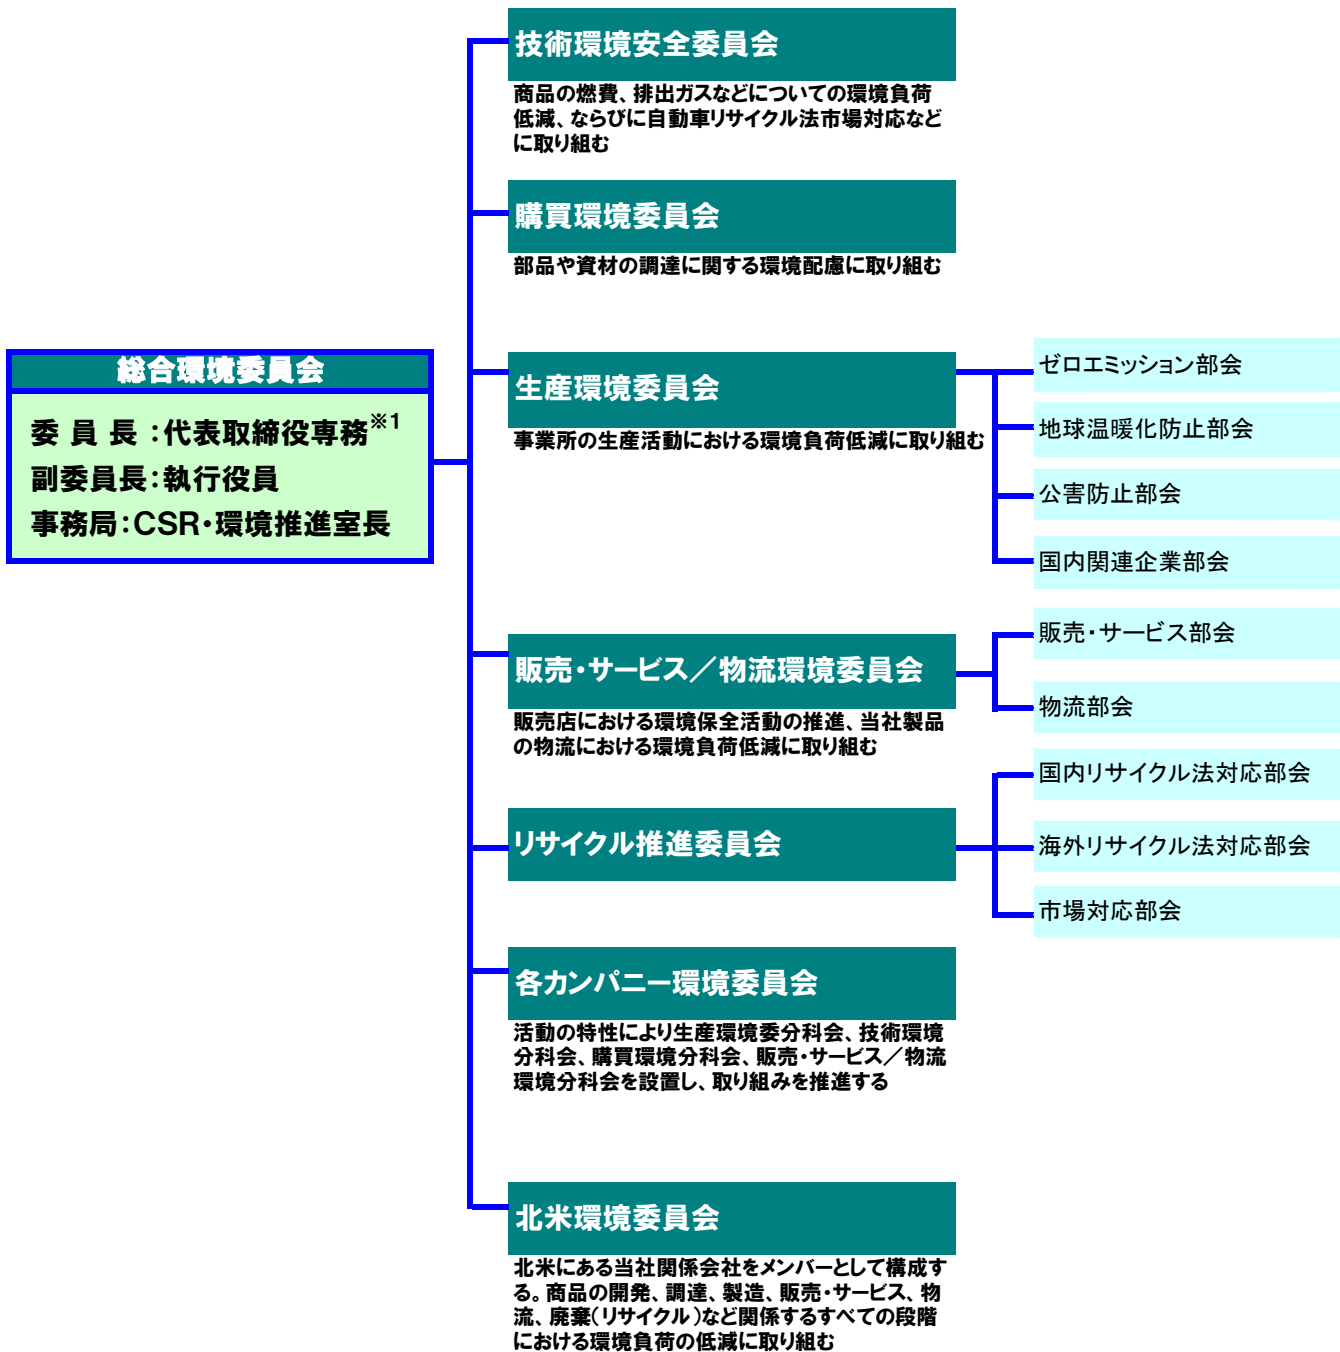 技術環境安全委員会
商品の燃費、排出ガスなどについての環境負荷
低減、ならびに自動車リサイクル法市場対応など
に取り組む
購買環境委員会
部品や資材の調達に関する環境配慮に取り組む
総合環境委員会
委 員 長 :代表取締役専務※1
副委員長:執行役員
事務局:CSR・環境推進室長
生産環境委員会
事業所の生産活動における環境負荷低減に取り組む
ゼロエミッション部会
地球温暖化防止部会
公害防止部会
国内関連企業部会
販売・サービス／物流環境委員会
販売店における環境保全活動の推進、当社製品
の物流における環境負荷低減に取り組む
販売・サービス部会
物流部会
リサイクル推進委員会
国内リサイクル法対応部会
海外リサイクル法対応部会
市場対応部会
各カンパニー環境委員会
活動の特性により生産環境委分科会、技術環境
分科会、購買環境分科会、販売・サービス／物流
環境分科会を設置し、取り組みを推進する
北米環境委員会
北米にある当社関係会社をメンバーとして構成す
る。商品の開発、調達、製造、販売・サービス、物
流、廃棄(リサイクル)など関係するすべての段階
における環境負荷の低減に取り組む